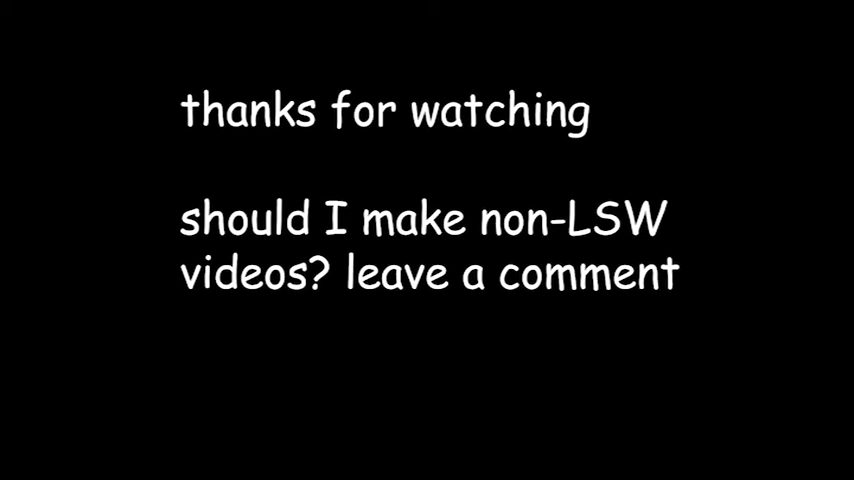 thanks for watching
should I make non-LSW
videos? leave a comment